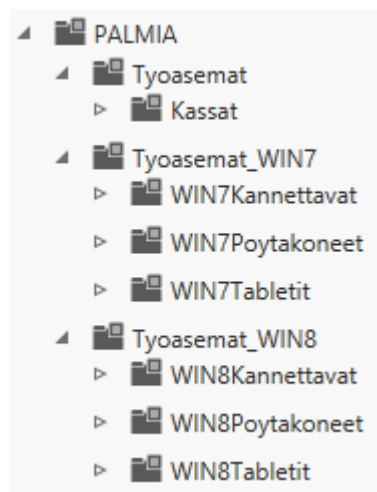 PALMIA
Tyoasemat
Kassat
Tyoasemat_WIN7
WIN7Kannettavat
WIN7Poytakoneet
WIN7Tabletit
Tyoasemat_WIN8
WIN8Kannettavat
WIN8Poytakoneet
WIN8Tabletit